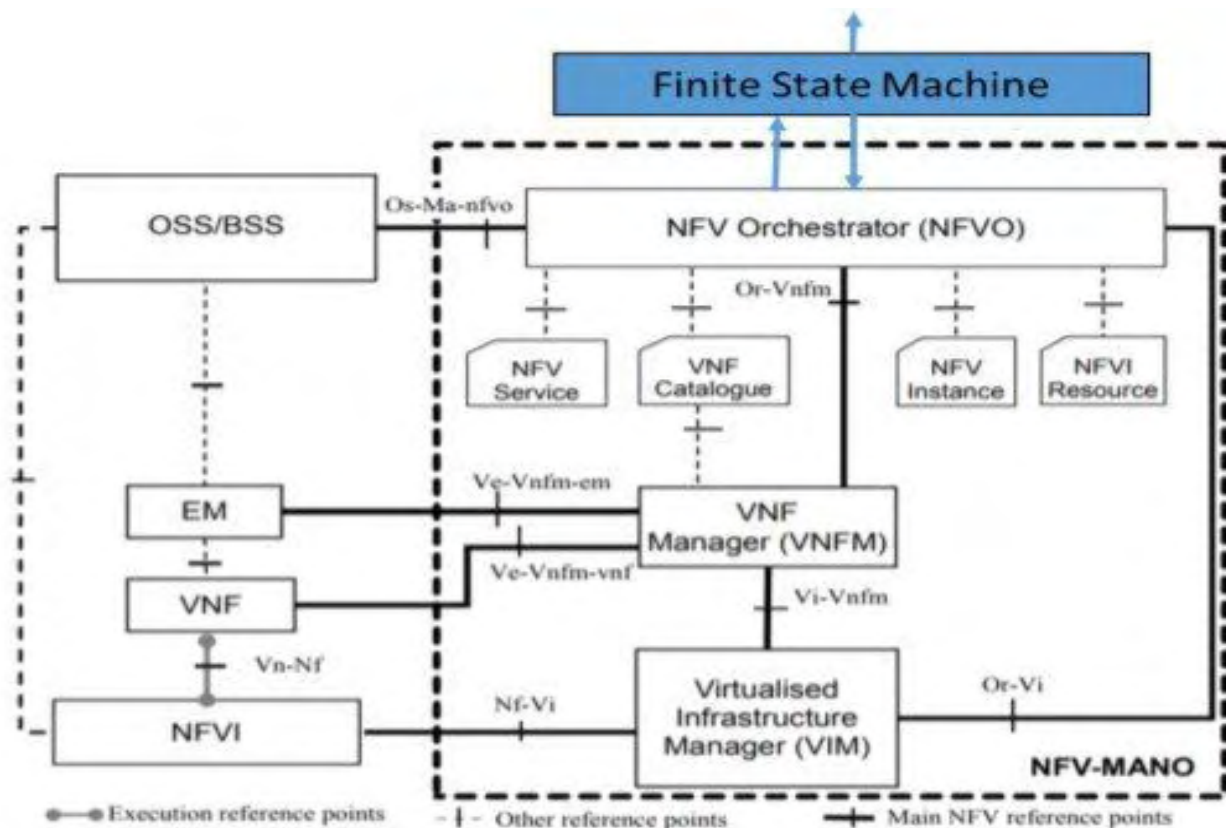 Finite State Machine
OSS/BSS
Os-Ma-nfvo
NFV Orchestrator (NFVO)
Or-Vnfm
NFV
Service
VNF
Catalogue
NFV
Instance
NFVI
Resource
EM
Ve-Vnfm-em
VNF
Manager (VNFM)
Ve-Vnfm-vnf
VNF
Vi-Vnfm
Vn-Nf
Virtualised
Infrastructure
Manager (VIM)
Nf-Vi
Or-Vi
NFVI
NFV-MANO
Execution reference points
Other reference points
Main NFV reference points